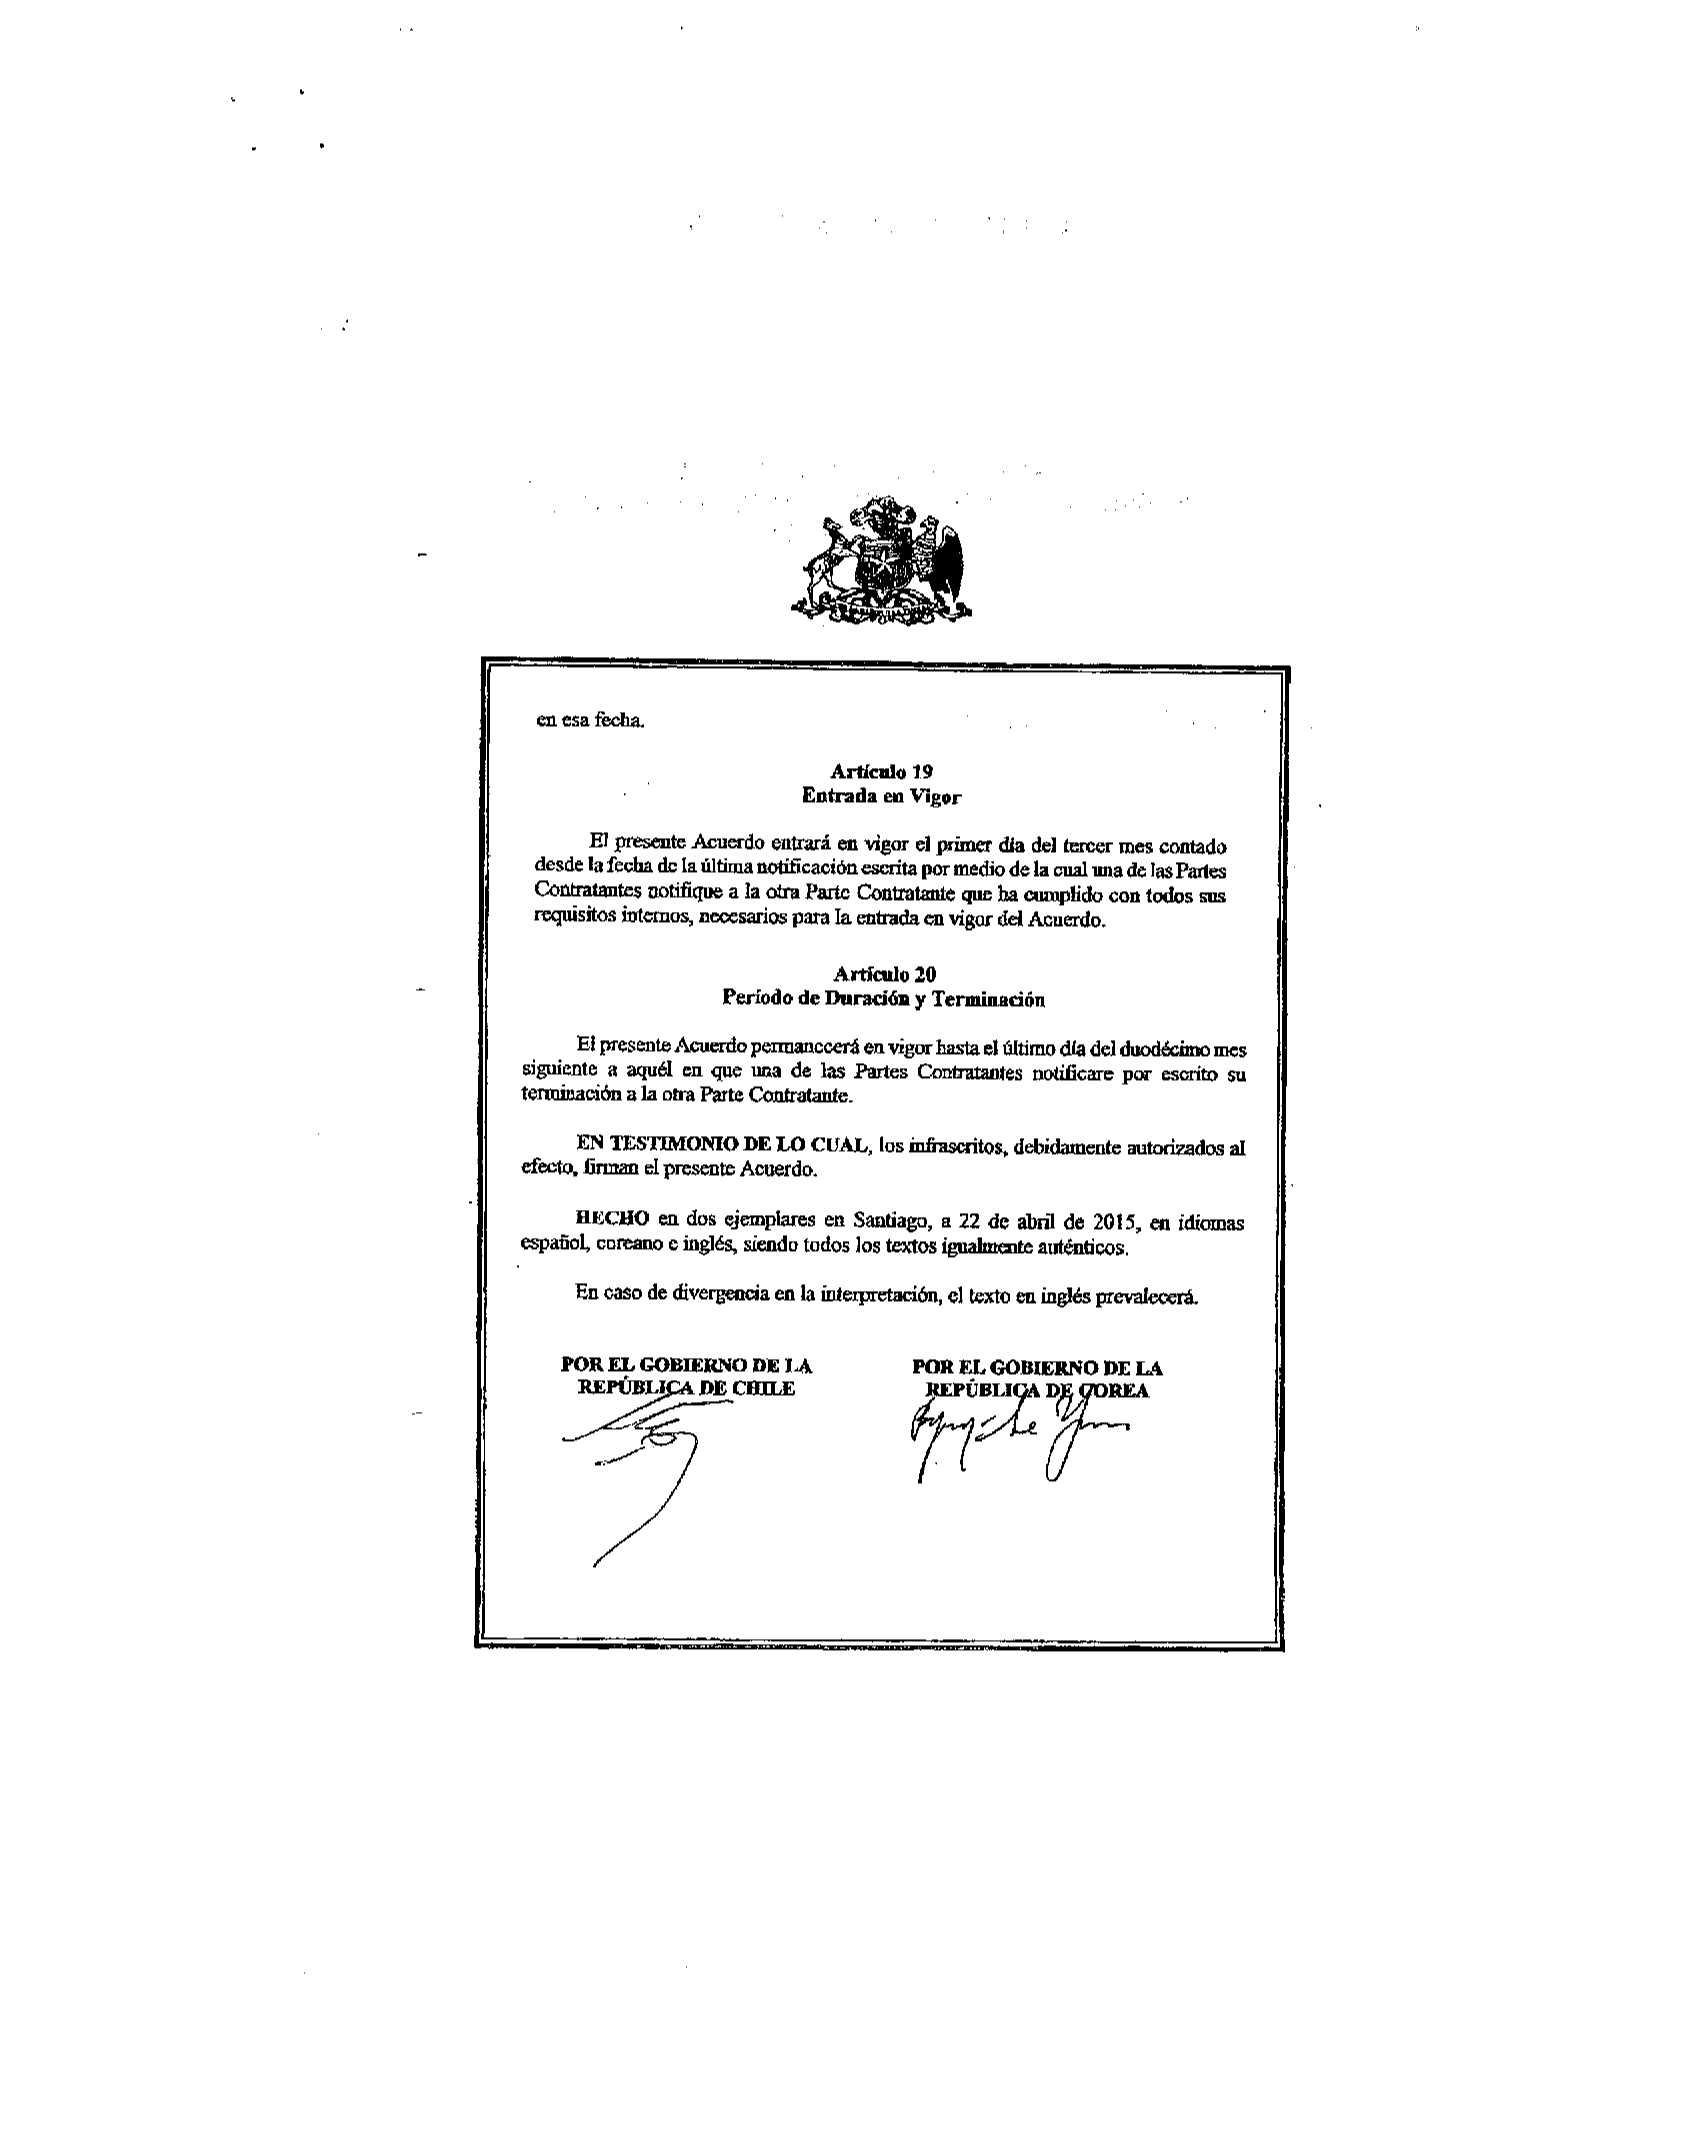 en esa fecha.
Artículo 19
Entrada en Vigor
El presente Acuerdo entrará en vigor el primer día del tercer mes contado
desde la fecha de la última notificación escrita por medio de la cual una de las Partes
Contratantes notifique a la otra Parte Contratante que ha cumplido con todos sus
requisitos internos, necesarios para la entrada en vigor del Acuerdo.
Artículo 20
Período de Duración y Terminación
El presente Acuerdo permanecerá en vigor hasta el último día del duodécimo mes
siguiente a aquél en que una de las Partes Contratantes notificare por escrito su
terminación a la otra Parte Contratante.
EN TESTIMONIO DE LO CUAL, los infrascritos, debidamente autorizados al
efecto, firman el presente Acuerdo.
HECHO en dos ejemplares en Santiago, a 22 de abril de 2015, en idiomas
español, coreano e inglés, siendo todos los textos igualmente auténticos.
En caso de divergencia en la interpretación, el texto en inglés prevalecerá.
POR EL GOBIERNO DE LA
REPÚBLICA DE CHILE
POR EL GOBIERNO DE LA
REPÚBLICA DE COREA